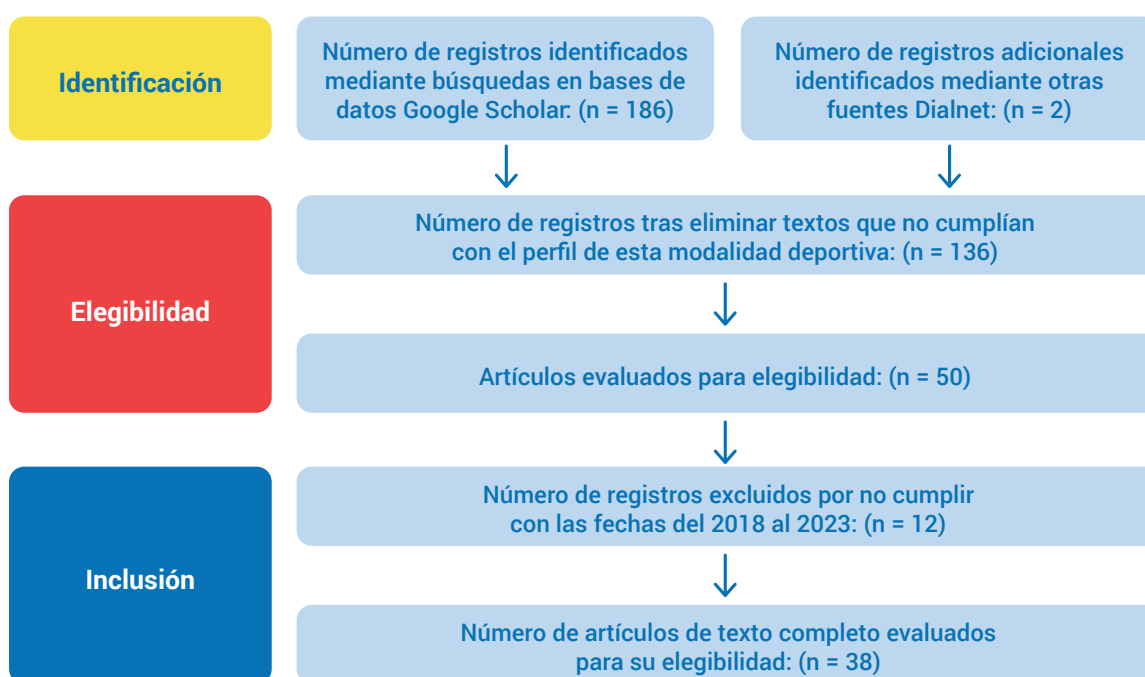 Identificación
Número de registros identificados
mediante búsquedas en bases de
datos Google Scholar: (n = 186)
Número de registros adicionales
identificados mediante otras
fuentes Dialnet: (n = 2)
Elegibilidad
Número de registros tras eliminar textos que no cumplían
con el perfil de esta modalidad deportiva: (n = 136)
Artículos evaluados para elegibilidad: (n = 50)
Inclusión
Número de registros excluidos por no cumplir
con las fechas del 2018 al 2023: (n = 12)
Número de artículos de texto completo evaluados
para su elegibilidad: (n = 38)